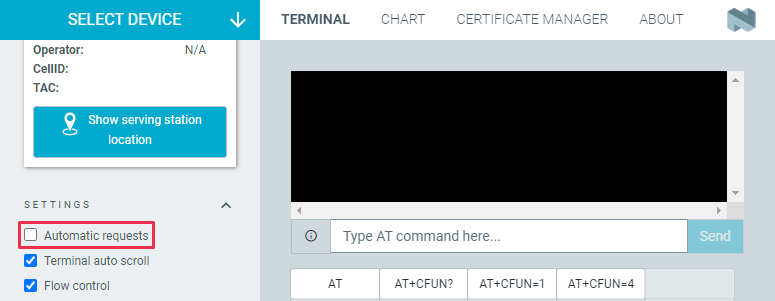 SELECT DEVICE
TERMINAL CHART CERTIFICATE MANAGER ABOUT
Operator: N/A
CellID:
TAC:
Show serving station
location
SETTINGS
Automatic requests
Terminal auto scroll
Flow control
Type AT command here...
Send
AT AT+CFUN? AT+CFUN=1 AT+CFUN=4